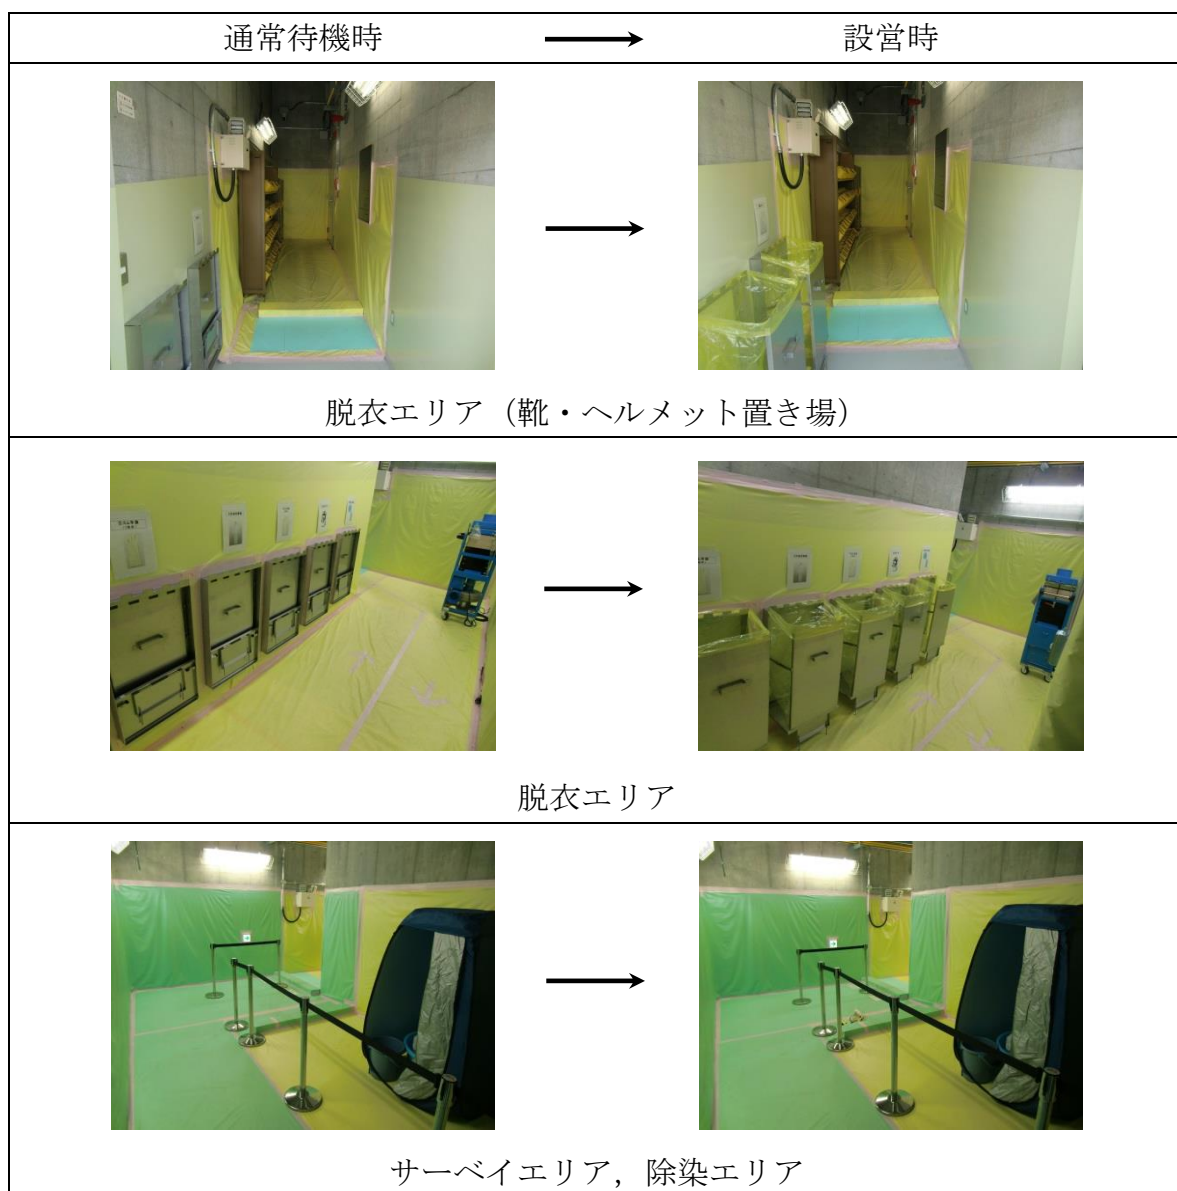 通常待機時 → 設営時
脱衣エリア（靴・ヘルメット置き場）
脱衣エリア
サーベイエリア，除染エリア